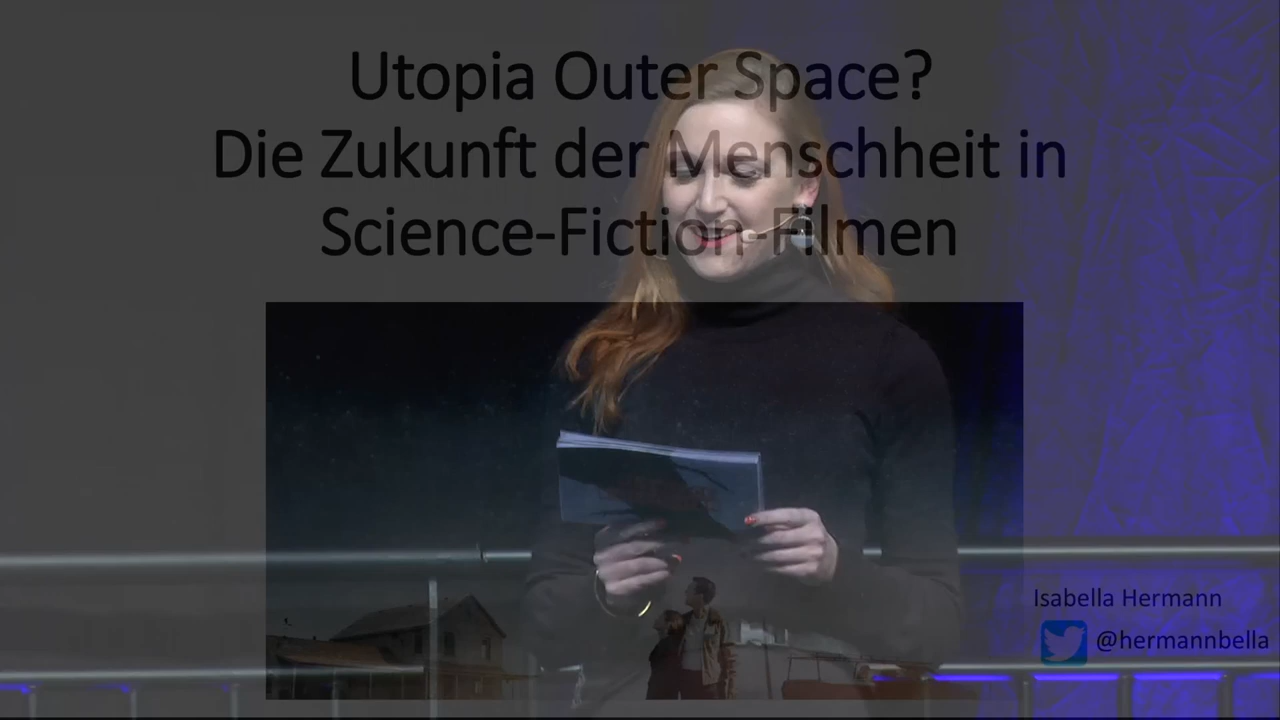 Utopia Outer Space?
Die Zukunft der Menschheit in
Science-Fiction-Filmen
Isabella Hermann
@hermannbella